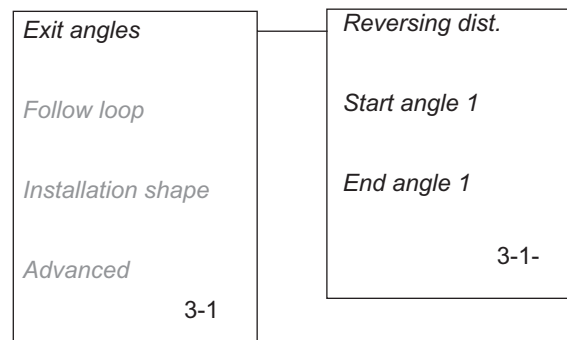 Exit angles
Follow loop
Installation shape
Advanced
3-1
Reversing dist.
Start angle 1
End angle 1
3-1-